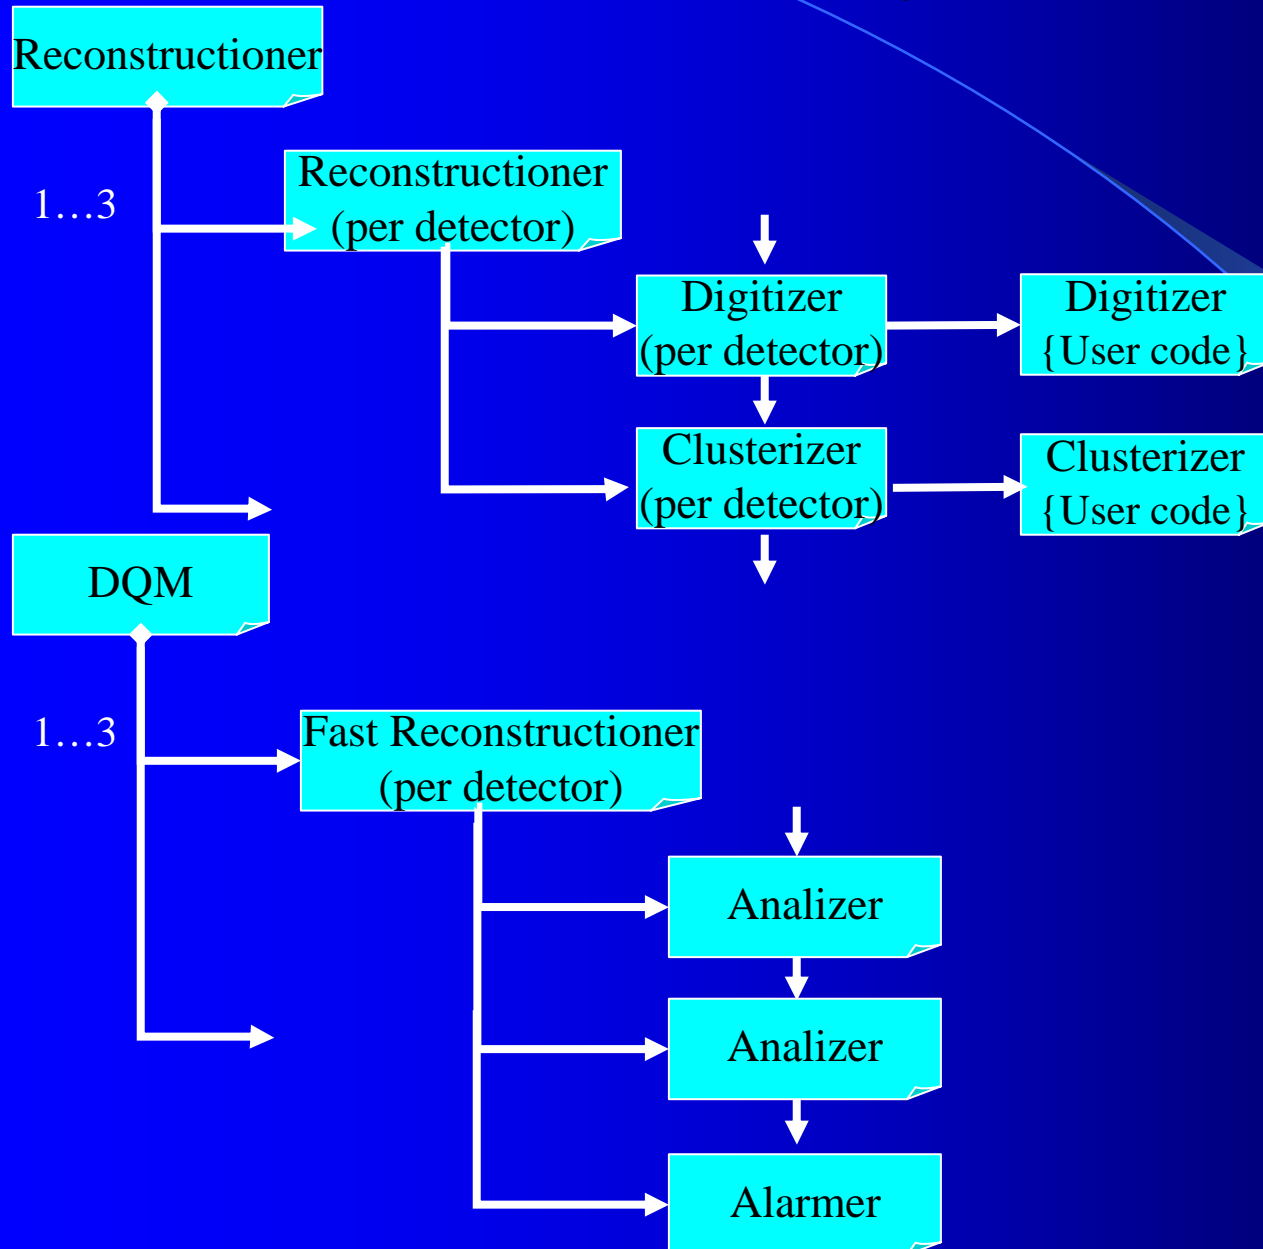 Reconstructioner
1…3
Reconstructioner
(per detector)
Digitizer
(per detector)
Digitizer
{User code}
Clusterizer
(per detector)
Clusterizer
{User code}
DQM
1…3
Fast Reconstructioner
(per detector)
Analizer
Analizer
Alarmer